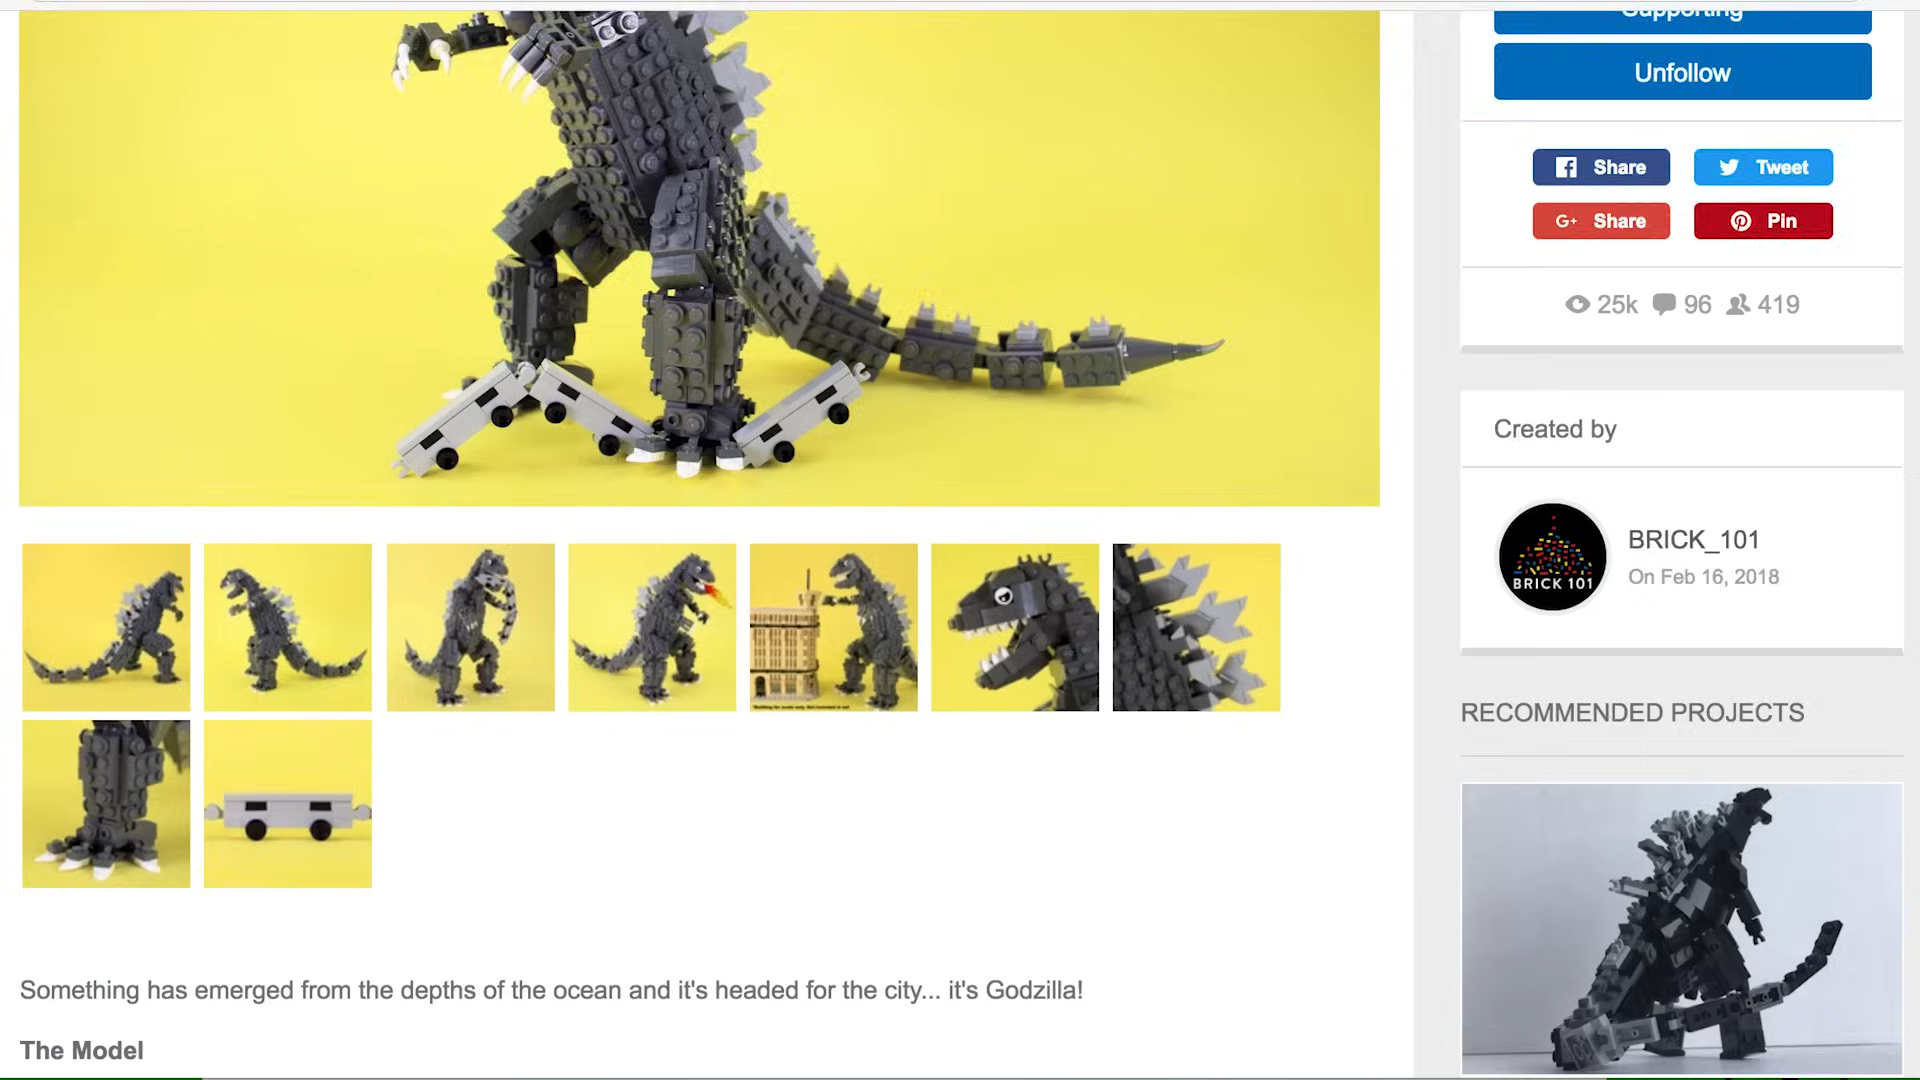 Supporting
Unfollow
Share
Tweet
G+ Share
Pin
25k 96 419
Created by
BRICK_101
On Feb 16, 2018
BRICK 101
RECOMMENDED PROJECTS
Something has emerged from the depths of the ocean and it's headed for the city... it's Godzilla!
The Model